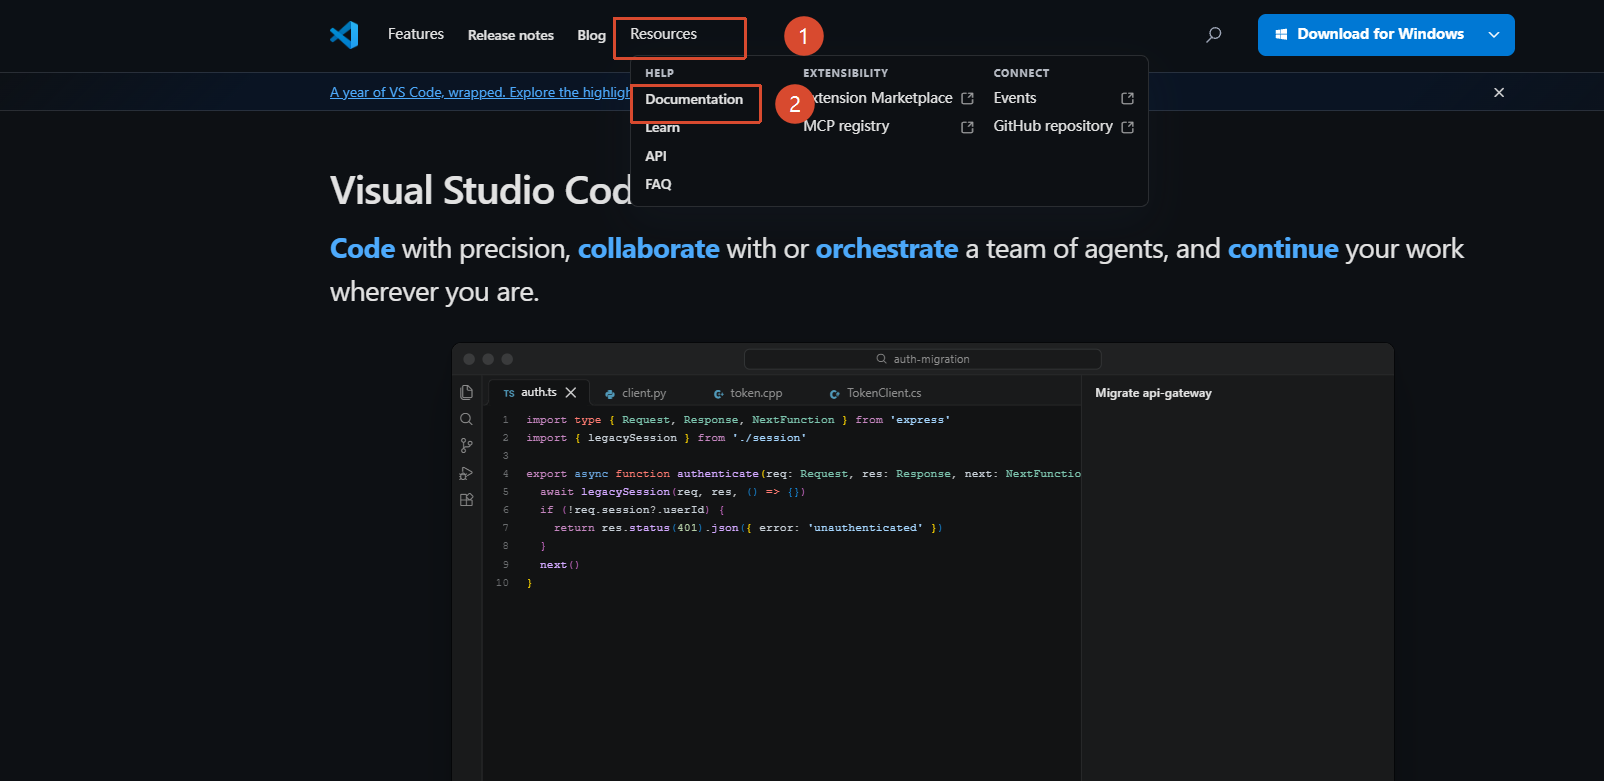 Features Release notes Blog Resources 1 Download for Windows
A year of VS Code, wrapped. Explore the
HELP
Documentation 2
Learn
API
FAQ
EXTENSIBILITY
Marketplace
MCP registry
CONNECT
Events
GitHub repository
Visual Studio
Code with precision, collaborate with or orchestrate a team of agents, and continue your work
wherever you are.
auth-migration
TS auth.ts client.py token.cpp TokenClient.cs
Migrate api-gateway
1 import type { Request, Response, NextFunction } from 'express'
2 import { legacySession } from './session'
3
4 export async function authenticate(req: Request, res: Response, next: NextFunctio
5 await legacySession(req, res, () => {})
6 if (!req.session?.userId) {
7 return res.status(401).json({ error: 'unauthenticated' })
8 }
9 next()
10 }